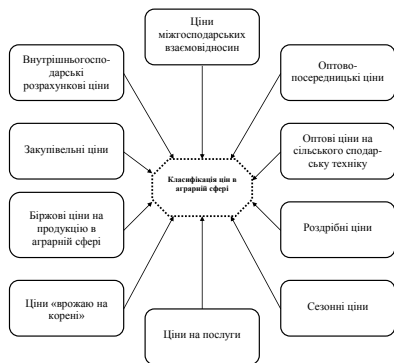 Ціни
міжгосподарських
взаємовідносин
Внутрішньогоспо-
дарські
розрахункові ціни
Оптово-
посередницькі ціни
Закупівельні ціни
Оптові ціни на
сільського сподар-
ську техніку
Класифікація цін в
аграрній сфері
Біржові ціни на
продукцію в
аграрній сфері
Роздрібні ціни
Ціни «врожаю на
корені»
Сезонні ціни
Ціни на послуги